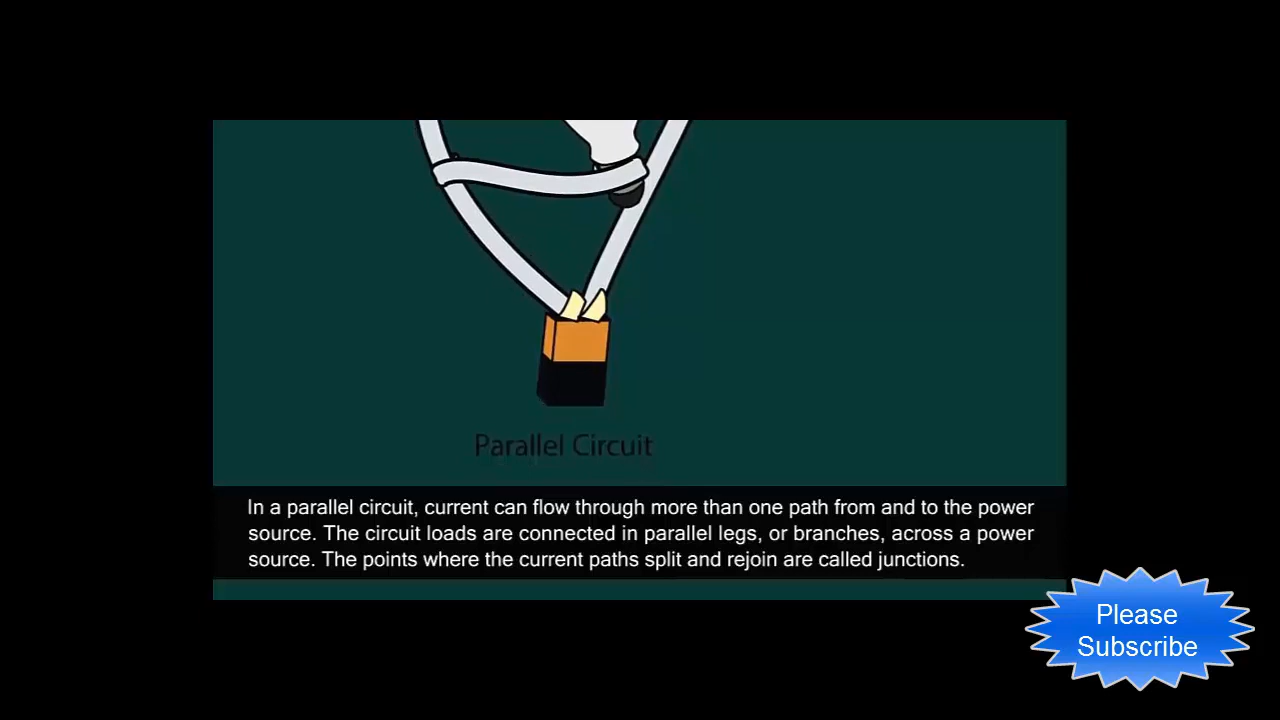 Parallel Circuit
In a parallel circuit, current can flow through more than one path from and to the power
source. The circuit loads are connected in parallel legs, or branches, across a power
source. The points where the current paths split and rejoin are called junctions.
Please
Subscribe